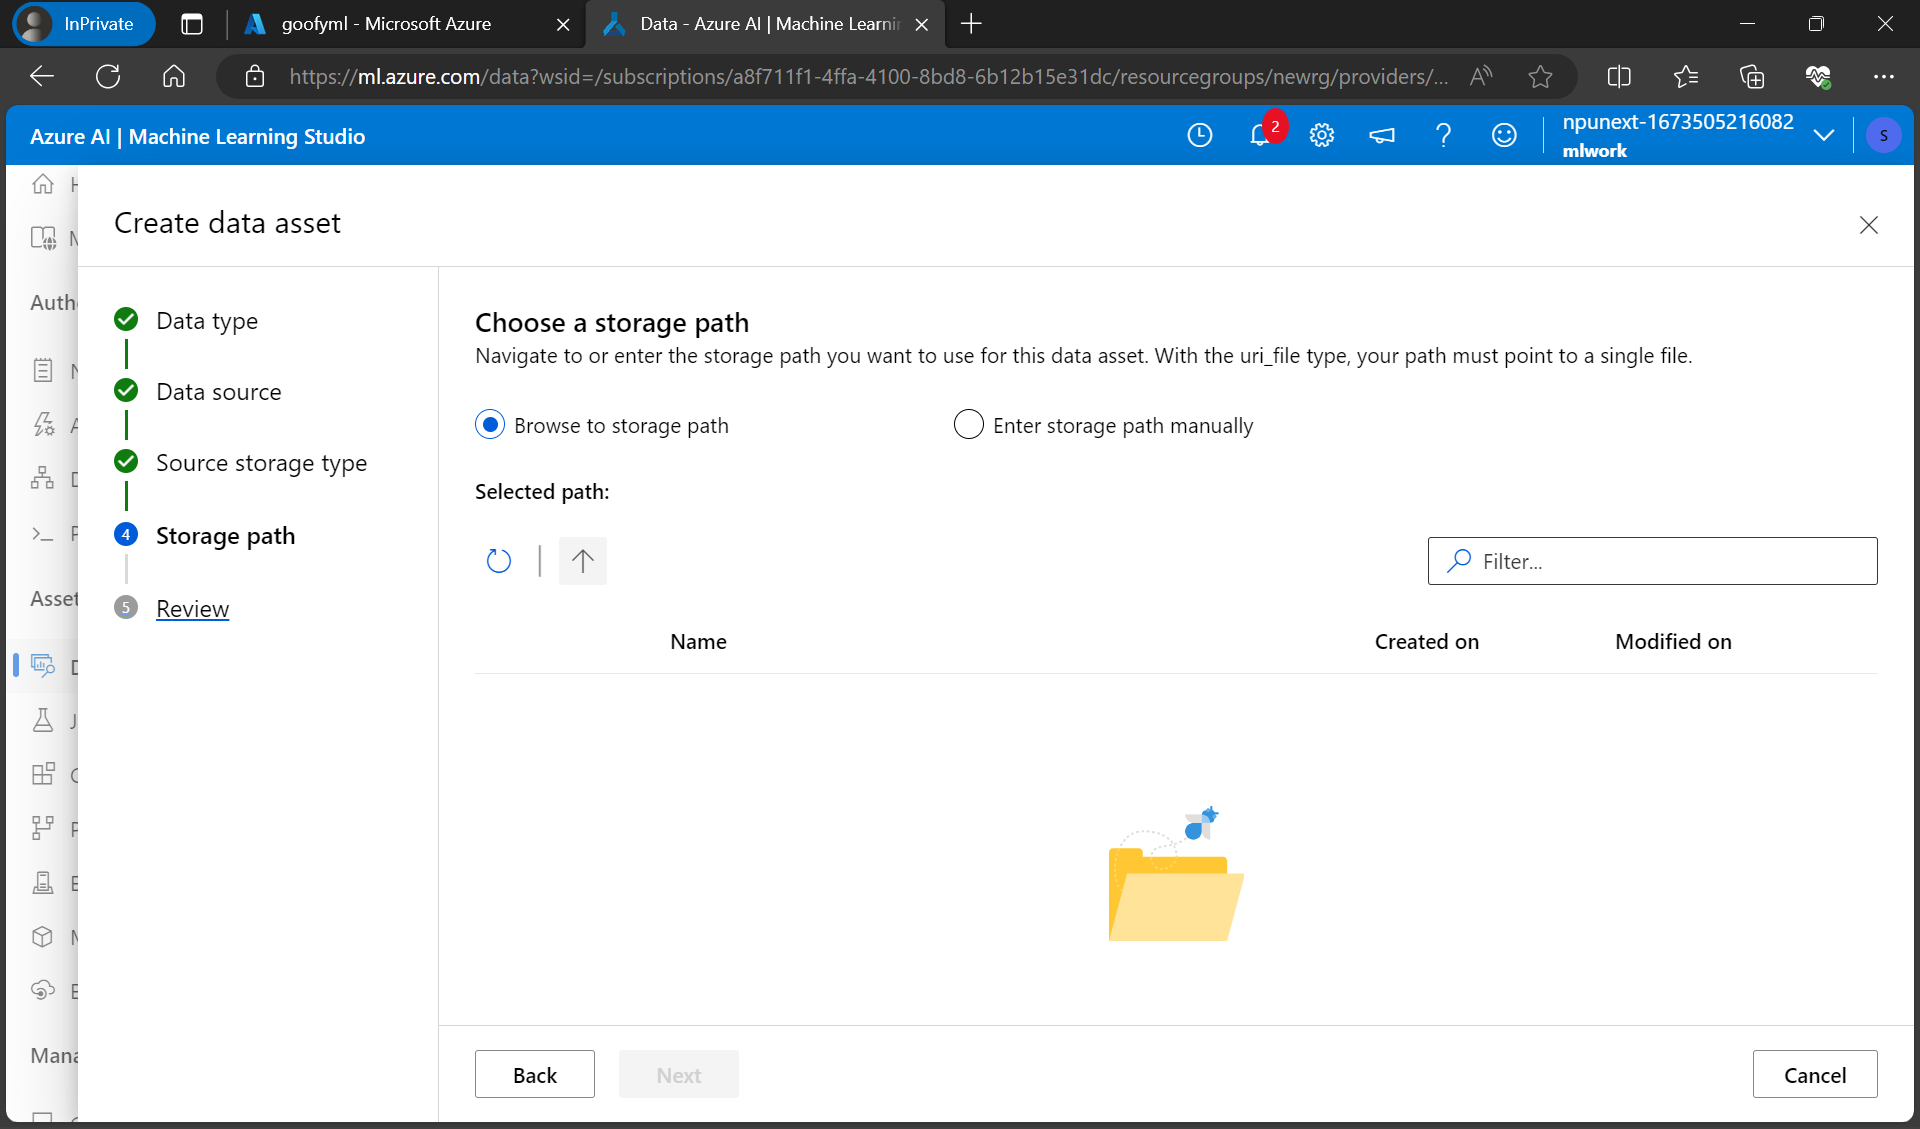 InPrivate
goofyml - Microsoft Azure
Data - Azure AI | Machine Learnin
https://ml.azure.com/data?wsid=/subscriptions/a8f711f1-4ffa-4100-8bd8-6b12b15e31dc/resourcegroups/newrg/providers/...
Azure AI | Machine Learning Studio
2
npunext-1673505216082
mlwork
S
Create data asset
Data type
Data source
Source storage type
4 Storage path
5 Review
Choose a storage path
Navigate to or enter the storage path you want to use for this data asset. With the uri_file type, your path must point to a single file.
Browse to storage path
Enter storage path manually
Selected path:
Filter...
Name
Created on
Modified on
Back
Next
Cancel